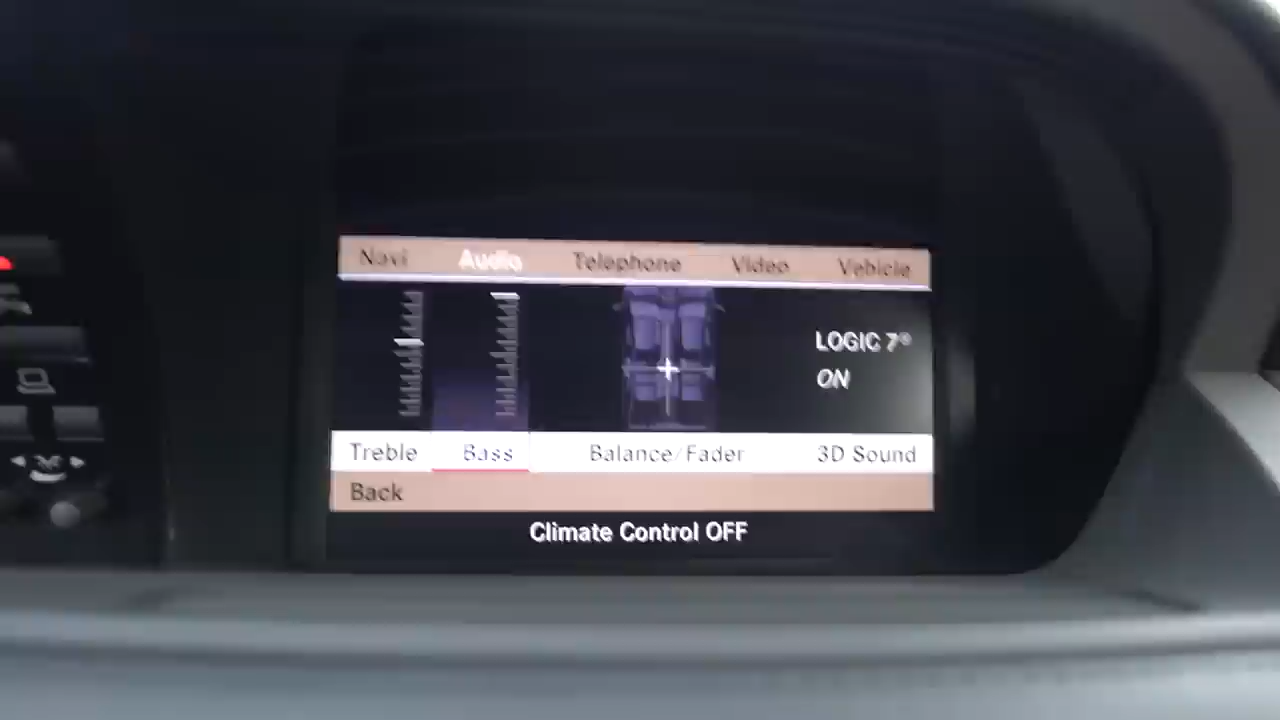 Navi Audio Telephone Video Vehicle
LOGIC 7®
ON
Treble Bass Balance/Fader 3D Sound
Back
Climate Control OFF